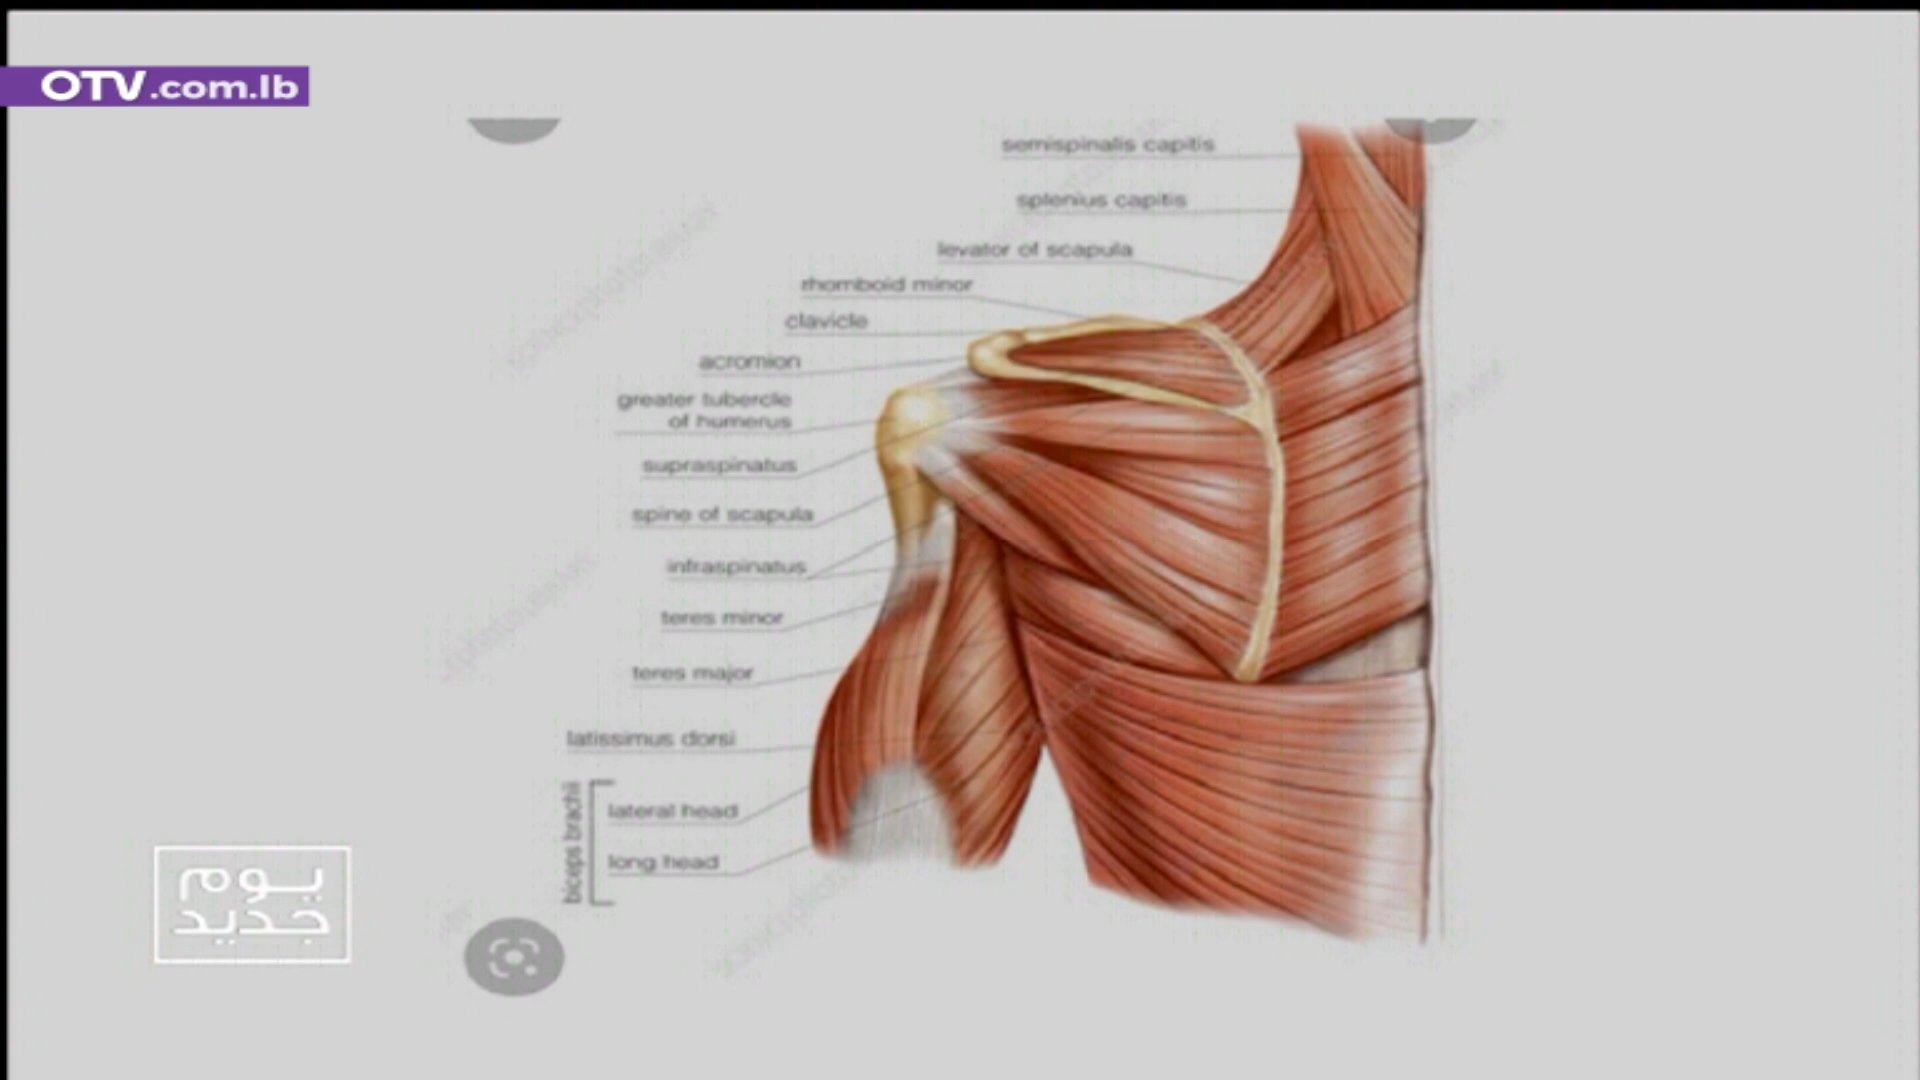 OTV.com.lb
semispinalis capitis
splenius capitis
levator of scapula
rhomboid minor
clavicle
acromion
greater tubercle
of humerus
supraspinatus
spine of scapula
infraspinatus
teres minor
teres major
latissimus dorsi
biceps brachii
lateral head
long head
يوم
جديد